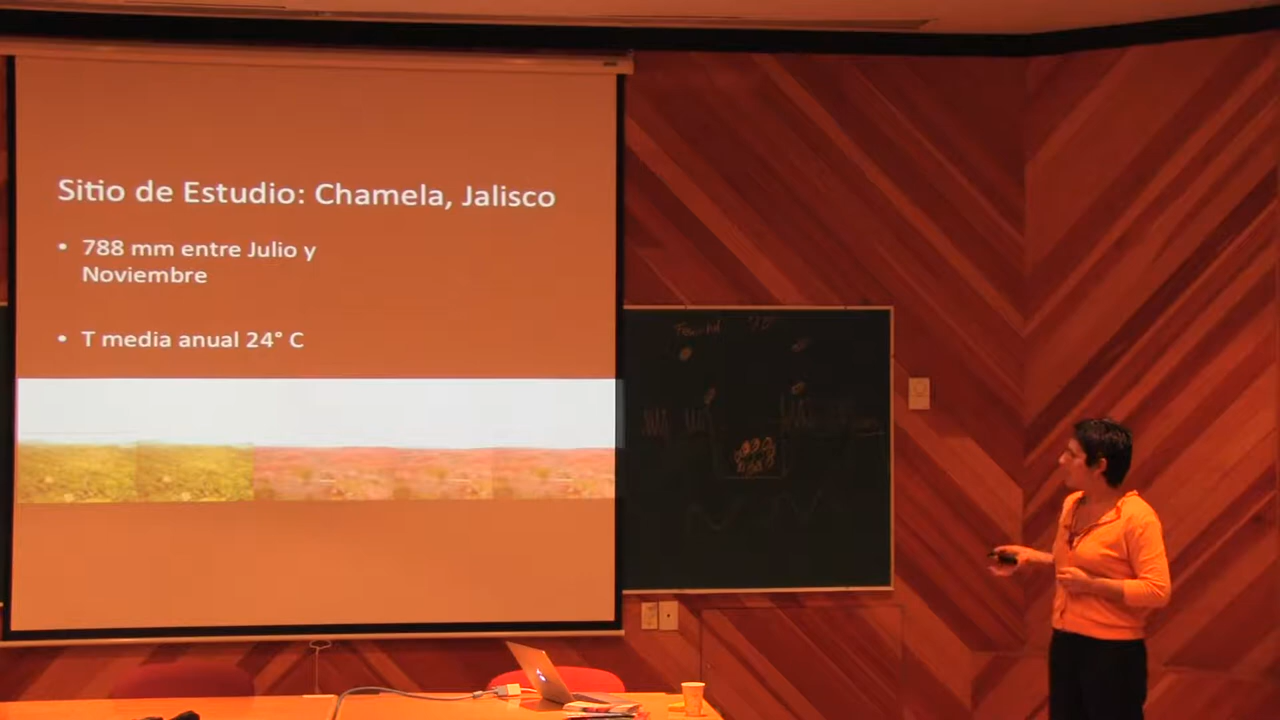 Sitio de Estudio: Chamela, Jalisco
• 788 mm entre Julio y
Noviembre
• T media anual 24° C